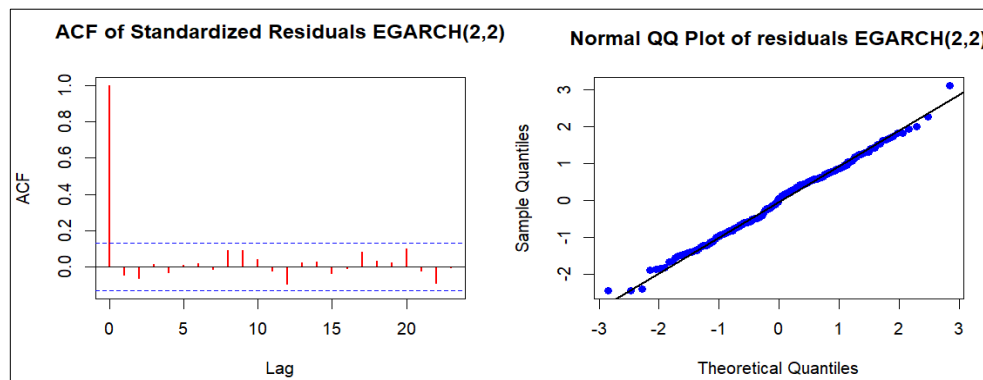 ACF of Standardized Residuals EGARCH(2,2)
ACF
1.0
0.8
0.6
0.4
0.2
0.0
0 5 10 15 20
Lag
Normal QQ Plot of residuals EGARCH(2,2)
Sample Quantiles
3
2
1
0
-1
-2
-3 -2 -1 0 1 2 3
Theoretical Quantiles